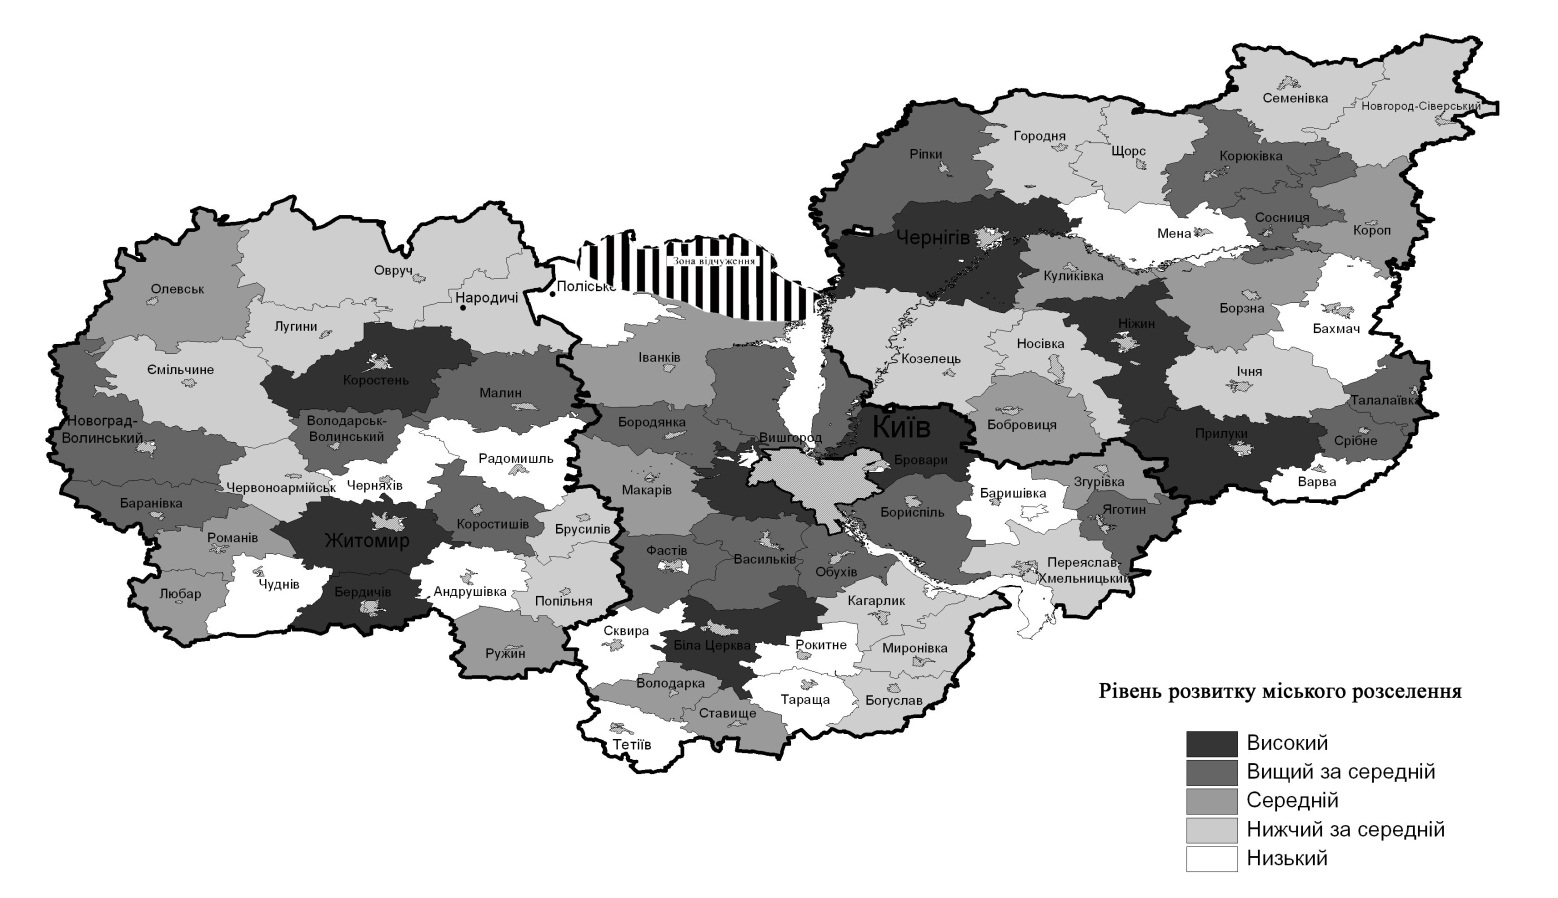 Семенівка
Новгород-Сіверський
Городня
Щорс
Ріпки
Корюківка
Сосниця
Короп
Мена
Чернігів
Куликівка
Зона відчуження
Овруч
Олевськ
Народичі
Поліське
Борзна
Бахмач
Ніжин
Лугини
Носівка
Козелець
Іванків
Ічня
Ємільчине
Коростень
Малин
Талалаївка
Новоград-
Волинський
Володарськ-
Волинський
Бородянка
Вишгород
Київ
Бобровиця
Прилуки
Срібне
Радомишль
Бровари
Червоноармійськ
Черняхів
Макарів
Баришівка
Згурівка
Варва
Баранівка
Коростишів
Брусилів
Бориспіль
Яготин
Романів
Житомир
Фастів
Васильків
Обухів
Переяслав-
Хмельницький
Любар
Чуднів
Бердичів
Андрушівка
Попільня
Кагарлик
Сквира
Біла Церква
Рокитне
Миронівка
Ружин
Володарка
Тараща
Богуслав
Ставище
Тетіїв
Рівень розвитку міського розселення
Високий
Вищий за середній
Середній
Нижчий за середній
Низький